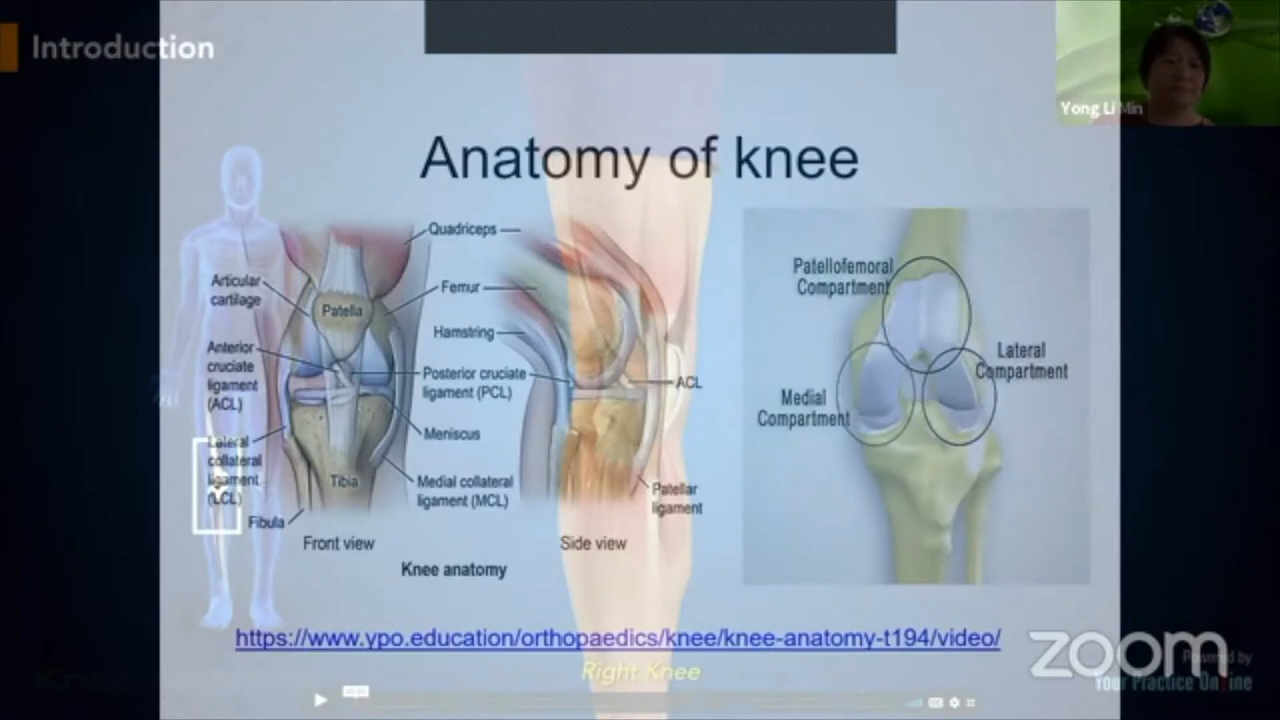 Introduction
Yong Li Min
Anatomy of knee
Quadriceps
Articular
cartilage
Patella
Femur
Hamstring
Anterior
cruciate
ligament
(ACL)
Posterior cruciate
ligament (PCL)
ACL
Meniscus
Lateral
collateral
ligament
(LCL)
Tibia
Medial collateral
ligament (MCL)
Patellar
ligament
Fibula
Front view
Side view
Knee anatomy
Patellofemoral
Compartment
Lateral
Compartment
Medial
Compartment
https://www.ypo.education/orthopaedics/knee/knee-anatomy-t194/video/
Right Knee
zoom
Powered by
Your Practice Online